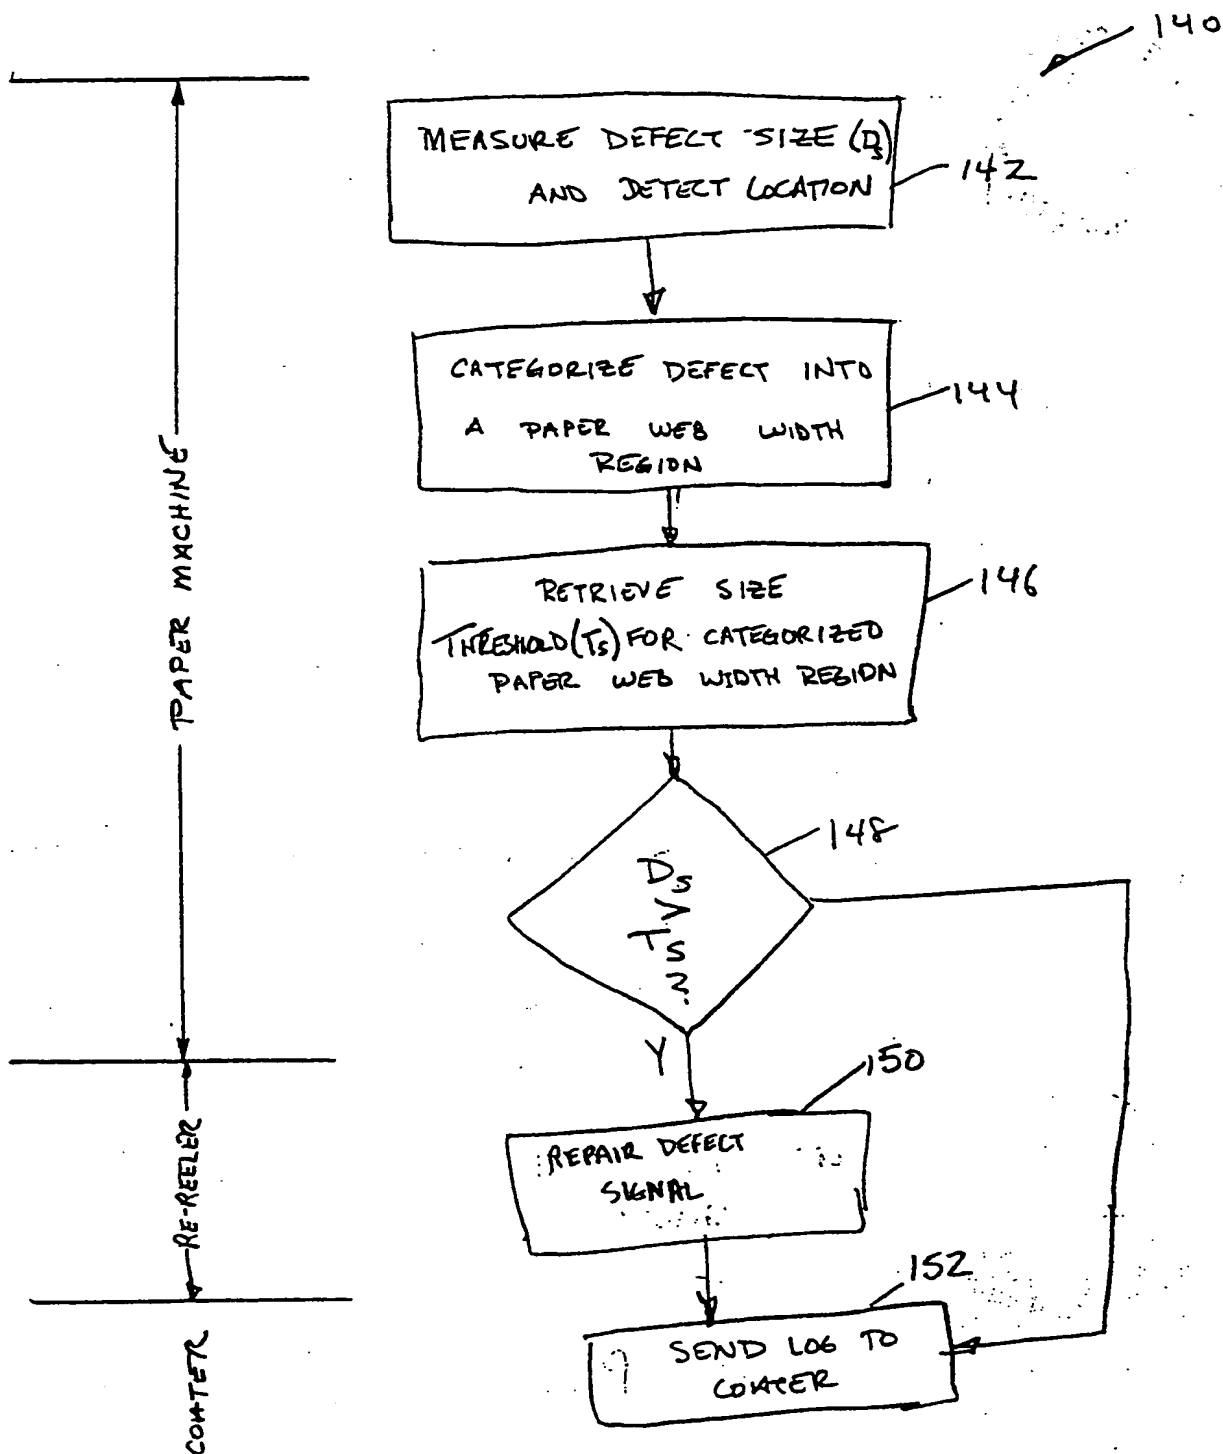 140
MEASURE DEFECT SIZE (Ds)
AND DETECT LOCATION
142
CATEGORIZE DEFECT INTO
A PAPER WEB WIDTH
REGION
144
RETRIEVE SIZE
THRESHOLD (Ts) FOR CATEGORIZED
PAPER WEB WIDTH REGION
146
Ds > Ts ?
148
Y
REPAIR DEFECT
SIGNAL
150
SEND LOG TO
COATER
152
PAPER MACHINE
RE-REELER
COATER